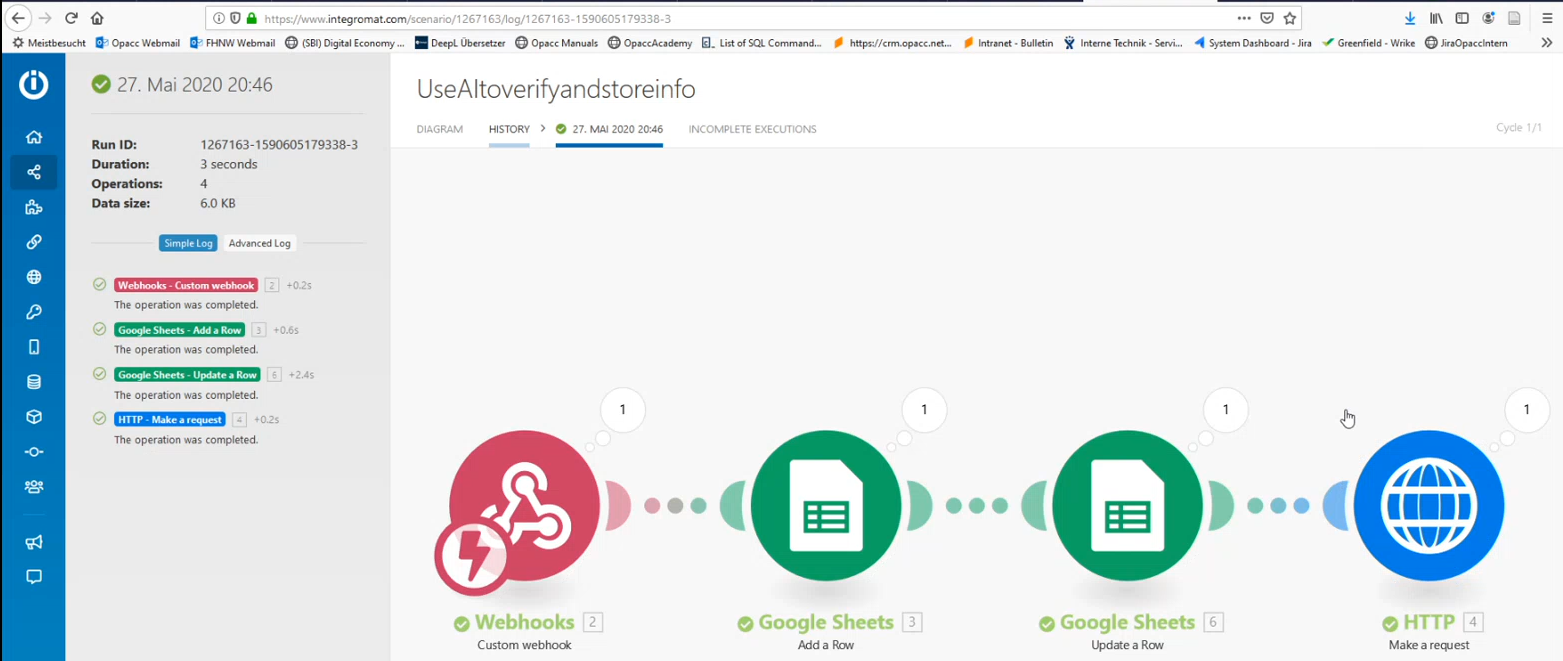 https://www.integromat.com/scenario/1267163/log/1267163-1590605179338-3
Meistbesucht Opacc Webmail FHNW Webmail (SBI) Digital Economy ... DeepL Übersetzer Opacc Manuals OpaccAcademy List of SQL Command... https://crm.opacc.net... Intranet - Bulletin Interne Technik - Servi... System Dashboard - Jira Greenfield - Wrike JiraOpaccIntern
27. Mai 2020 20:46
Run ID: 1267163-1590605179338-3
Duration: 3 seconds
Operations: 4
Data size: 6.0 KB
Simple Log Advanced Log
Webhooks - Custom webhook 2 +0.2s
The operation was completed.
Google Sheets - Add a Row 3 +0.6s
The operation was completed.
Google Sheets - Update a Row 6 +2.4s
The operation was completed.
HTTP - Make a request 4 +0.2s
The operation was completed.
UseAItoverifyandstoreinfo
DIAGRAM HISTORY 27. MAI 2020 20:46 INCOMPLETE EXECUTIONS
Cycle 1/1
1 1 1 1
Webhooks 2 Google Sheets 3 Google Sheets 6 HTTP 4
Custom webhook Add a Row Update a Row Make a request